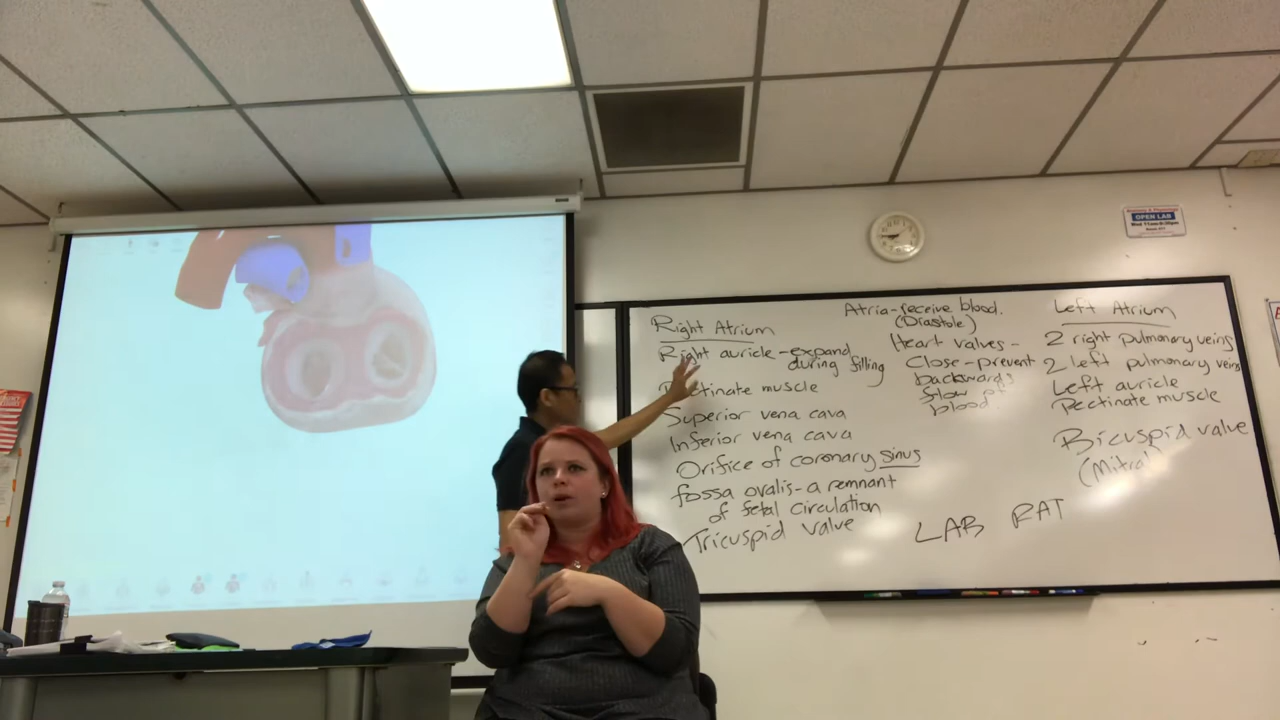 Right Atrium
Right auricle - expand
during filling
Pectinate muscle
Superior vena cava
Inferior vena cava
Orifice of coronary sinus
fossa ovalis - a remnant
of fetal circulation
Tricuspid valve
Atria - receive blood.
(Diastole)
Heart valves -
Close - prevent
backwards
flow of
blood
LAB RAT
Left Atrium
2 right pulmonary veins
2 left pulmonary veins
Left auricle
Pectinate muscle
Bicuspid valve
(Mitral)
OPEN LAB